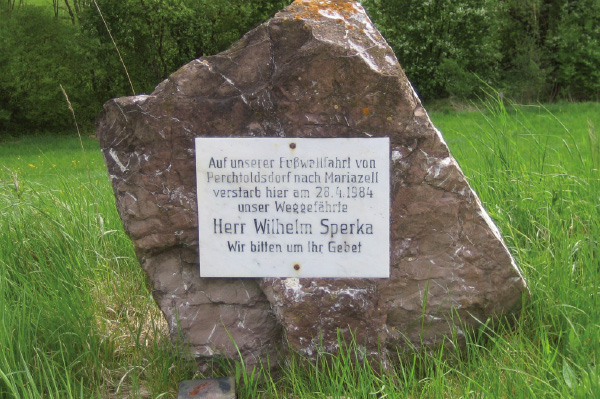 Auf unserer Fußwallfahrt von
Perchtoldsdorf nach Mariazell
verstarb hier am 28.4.1984
unser Weggefährte
Herr Wilhelm Sperka
Wir bitten um Ihr Gebet